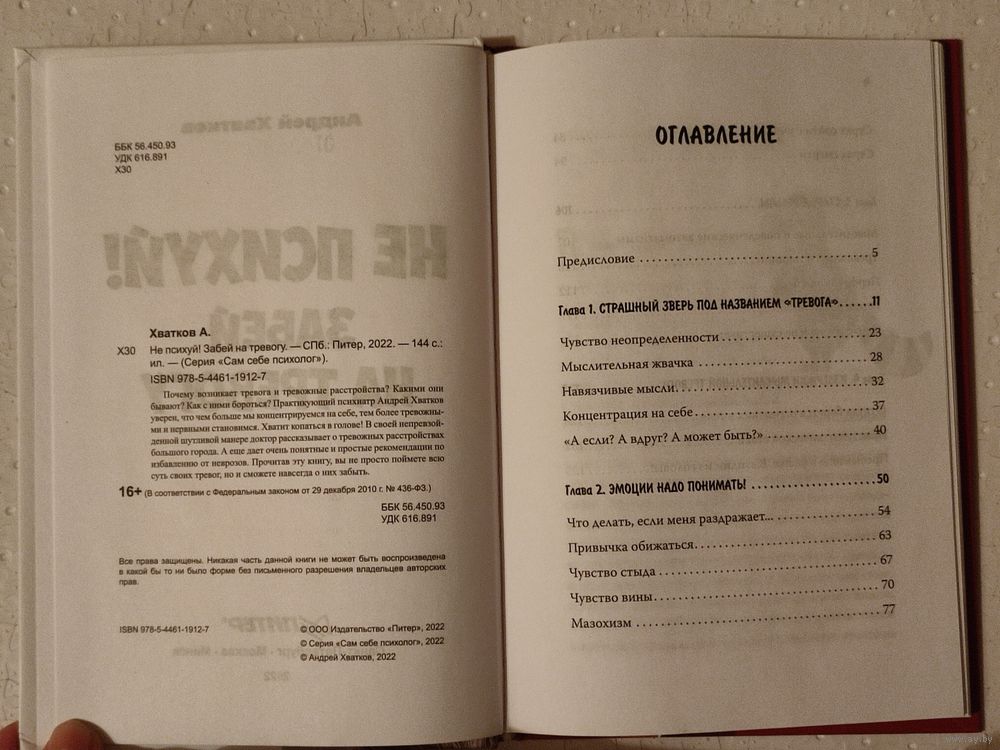 ББК 56.450.93
УДК 616.891
Х30
Хватков А.
Х30 Не психуй! Забей на тревогу. — СПб.: Питер, 2022. — 144 с.:
ил. — (Серия «Сам себе психолог»).
ISBN 978-5-4461-1912-7
Почему возникает тревога и тревожные расстройства? Какими они
бывают? Как с ними бороться? Практикующий психиатр Андрей Хватков
уверен, что чем больше мы концентрируемся на себе, тем более тревожны-
ми и нервными становимся. Хватит копаться в голове! В своей непревзой-
денной шутливой манере доктор рассказывает о тревожных расстройствах
большого города. А еще дает очень понятные и простые рекомендации по
избавлению от неврозов. Прочитав эту книгу, вы не просто поймете всю
суть своих тревог, но и сможете навсегда о них забыть.
16+ (В соответствии с Федеральным законом от 29 декабря 2010 г. № 436-ФЗ.)
ББК 56.450.93
УДК 616.891
Все права защищены. Никакая часть данной книги не может быть воспроизведена
в какой бы то ни было форме без письменного разрешения владельцев авторских
прав.
ISBN 978-5-4461-1912-7
© ООО Издательство «Питер», 2022
© Серия «Сам себе психолог», 2022
© Андрей Хватков, 2022
ОГЛАВЛЕНИЕ
Предисловие 5
Глава 1. СТРАШНЫЙ ЗВЕРЬ ПОД НАЗВАНИЕМ «ТРЕВОГА» 11
Чувство неопределенности 23
Мыслительная жвачка 28
Навязчивые мысли 32
Концентрация на себе 37
«А если? А вдруг? А может быть?» 40
Глава 2. ЭМОЦИИ НАДО ПОНИМАТЬ! 50
Что делать, если меня раздражает... 54
Привычка обижаться 63
Чувство стыда 67
Чувство вины 70
Мазохизм 77
www.ay.by